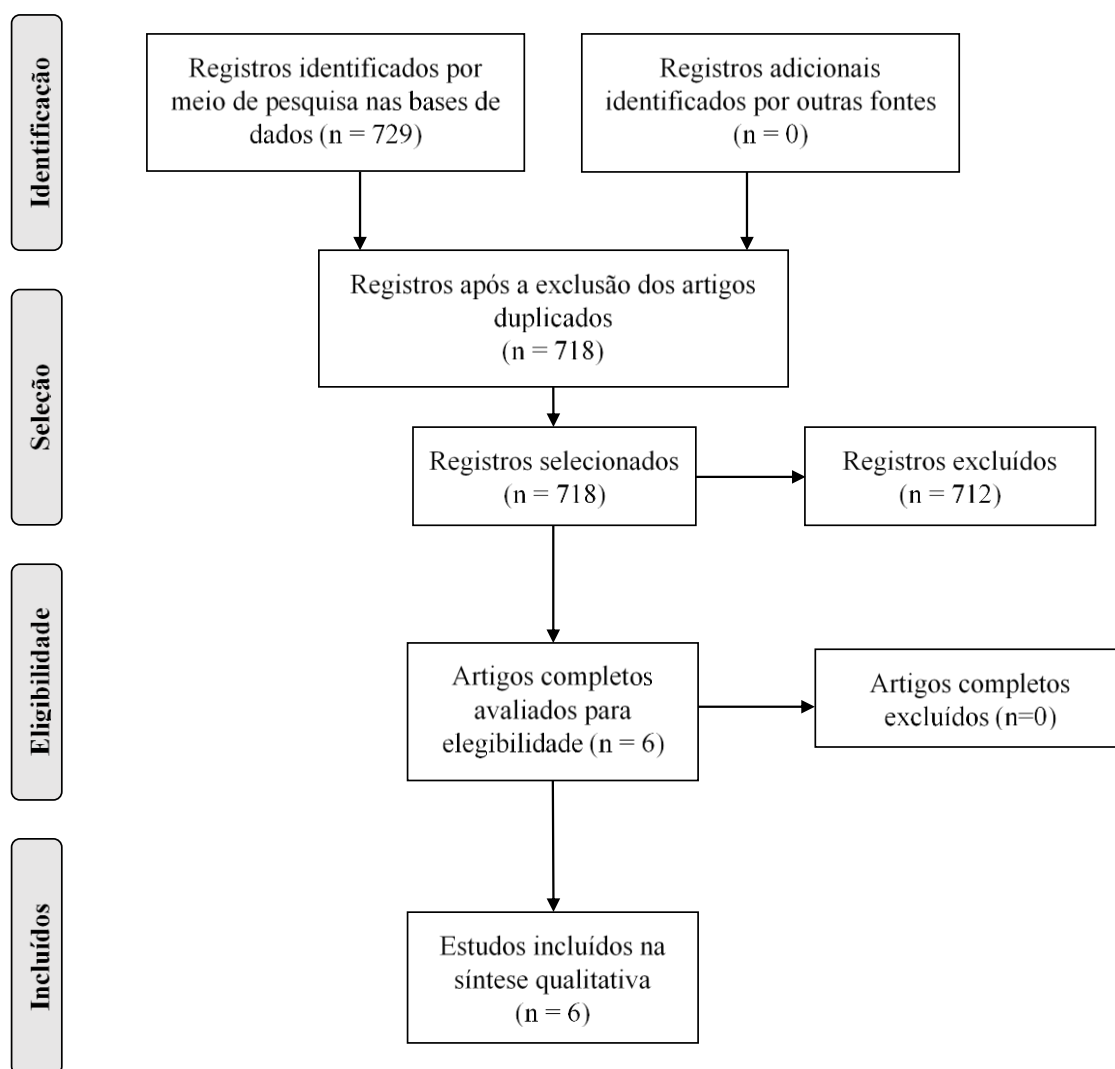 Identificação
Registros identificados por
meio de pesquisa nas bases de
dados (n = 729)
Registros adicionais
identificados por outras fontes
(n = 0)
Seleção
Registros após a exclusão dos artigos
duplicados
(n = 718)
Registros selecionados
(n = 718)
Registros excluídos
(n = 712)
Eligibilidade
Artigos completos
avaliados para
elegibilidade (n = 6)
Artigos completos
excluídos (n=0)
Incluídos
Estudos incluídos na
síntese qualitativa
(n = 6)